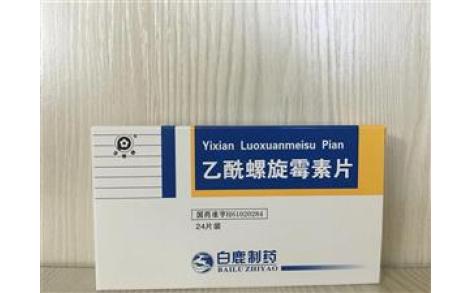 Yixian Luoxuanmeisu Pian
乙酰螺旋霉素片
国药准字H61020284
24片装
白鹿制药
BAILU ZHIYAO